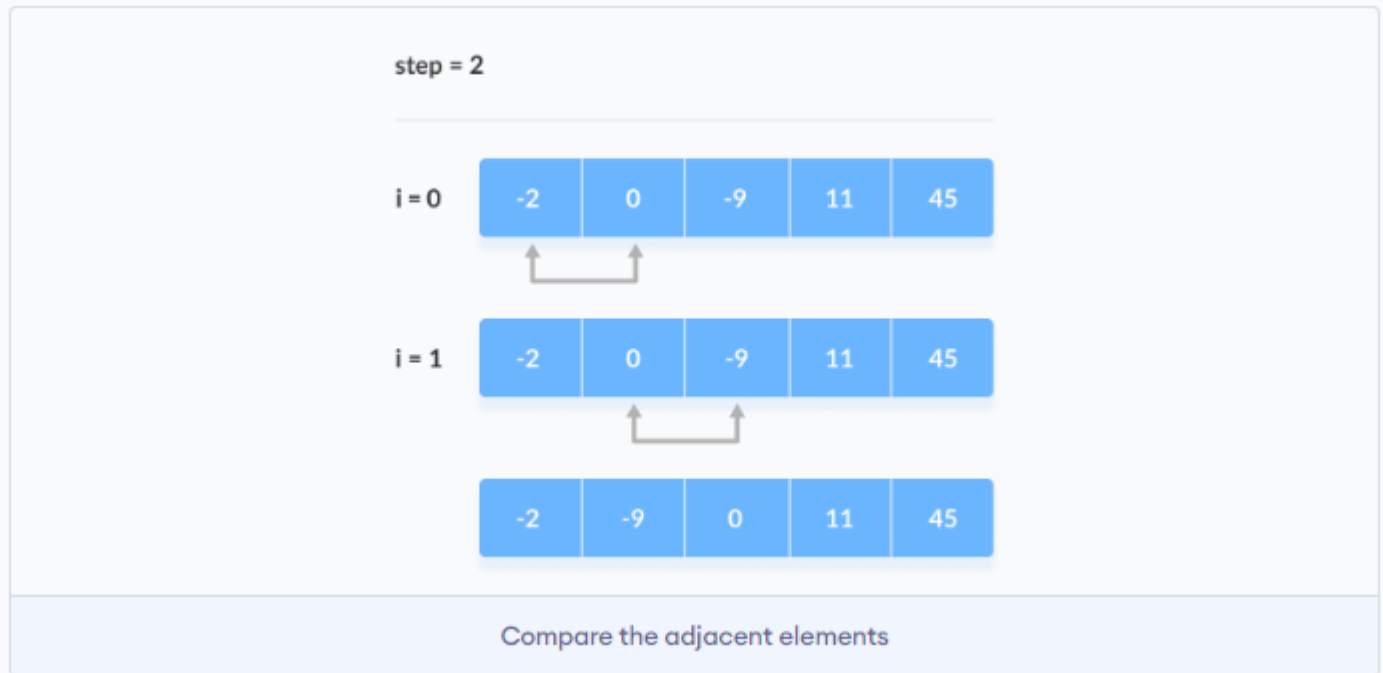 step = 2
i = 0 -2 0 -9 11 45
i = 1 -2 0 -9 11 45
-2 -9 0 11 45
Compare the adjacent elements